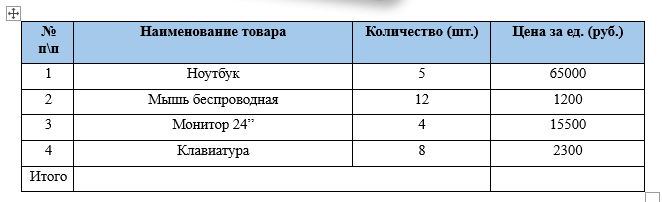 № п\п Наименование товара Количество (шт.) Цена за ед. (руб.)
1 Ноутбук 5 65000
2 Мышь беспроводная 12 1200
3 Монитор 24” 4 15500
4 Клавиатура 8 2300
Итого